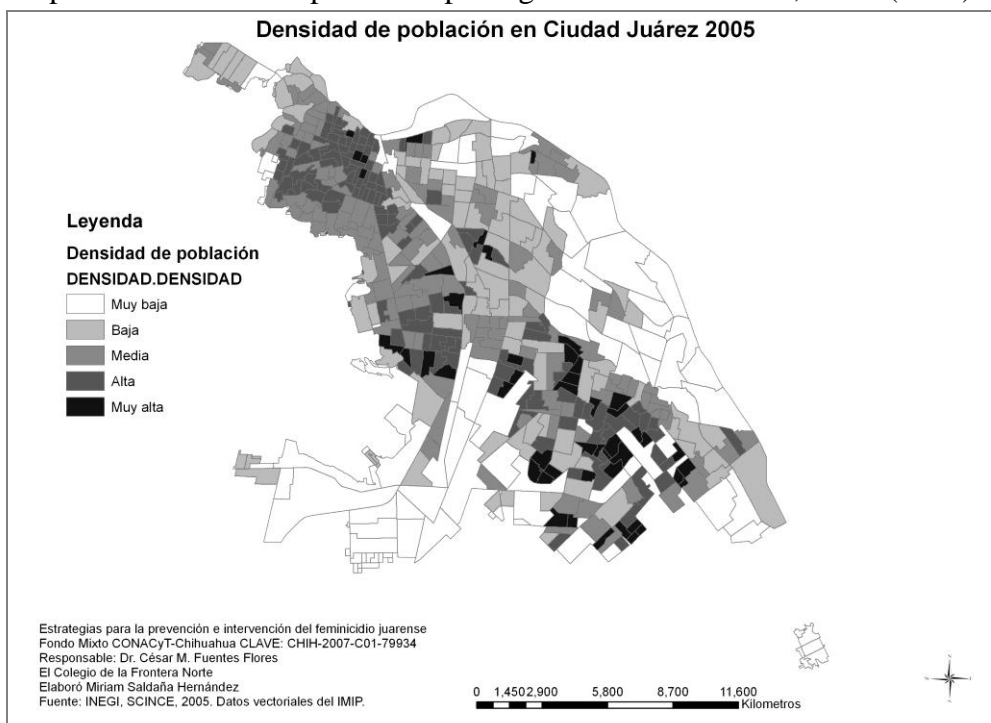 Densidad de población en Ciudad Juárez 2005
Leyenda
Densidad de población
DENSIDAD.DENSIDAD
Muy baja
Baja
Media
Alta
Muy alta
Estrategias para la prevención e intervención del feminicidio juarense
Fondo Mixto CONACyT-Chihuahua CLAVE: CHIH-2007-C01-79934
Responsable: Dr. César M. Fuentes Flores
El Colegio de la Frontera Norte
Elaboró Miriam Saldaña Hernández
Fuente: INEGI, SCINCE, 2005. Datos vectoriales del IMIP.
0 1,450 2,900 5,800 8,700 11,600
Kilometros